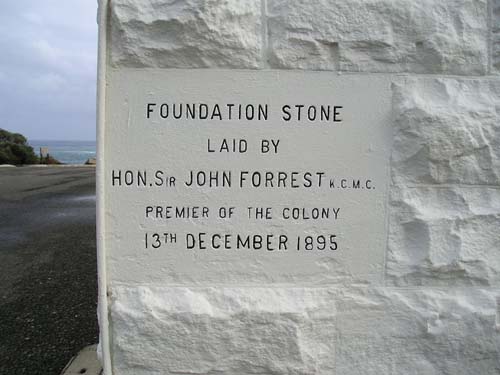 FOUNDATION STONE
LAID BY
HON. SIR JOHN FORREST K.C.M.C.
PREMIER OF THE COLONY
13TH DECEMBER 1895